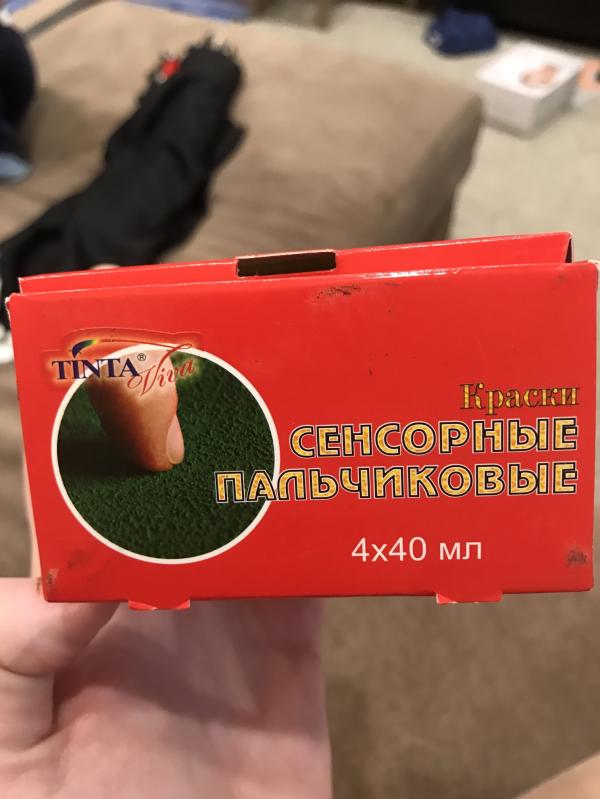 TINTA®
Viva
Краски
СЕНСОРНЫЕ
ПАЛЬЧИКОВЫЕ
4x40 мл